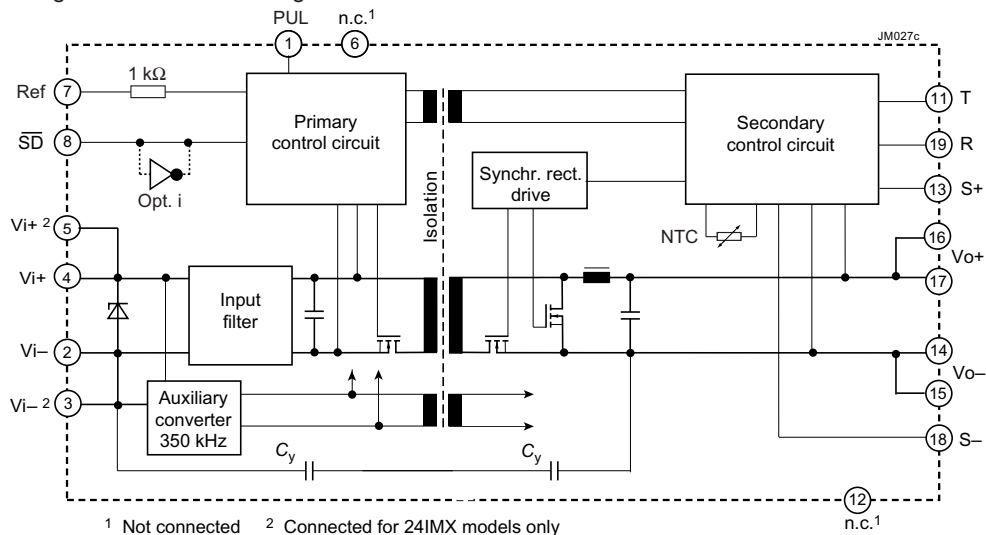 PUL
n.c.1
1
6
JM027c
1 kΩ
Ref
7
Primary
control circuit
Secondary
control circuit
11
T
SD
8
Opt. i
19
R
Synchr. rect.
drive
13
S+
Isolation
NTC
Vi+ 2
5
16
Vo+
Vi+
4
17
Input
filter
Vi–
2
14
Vo–
15
Vi– 2
3
Auxiliary
converter
350 kHz
18
S–
Cy
Cy
12
n.c.1
1 Not connected 2 Connected for 24IMX models only